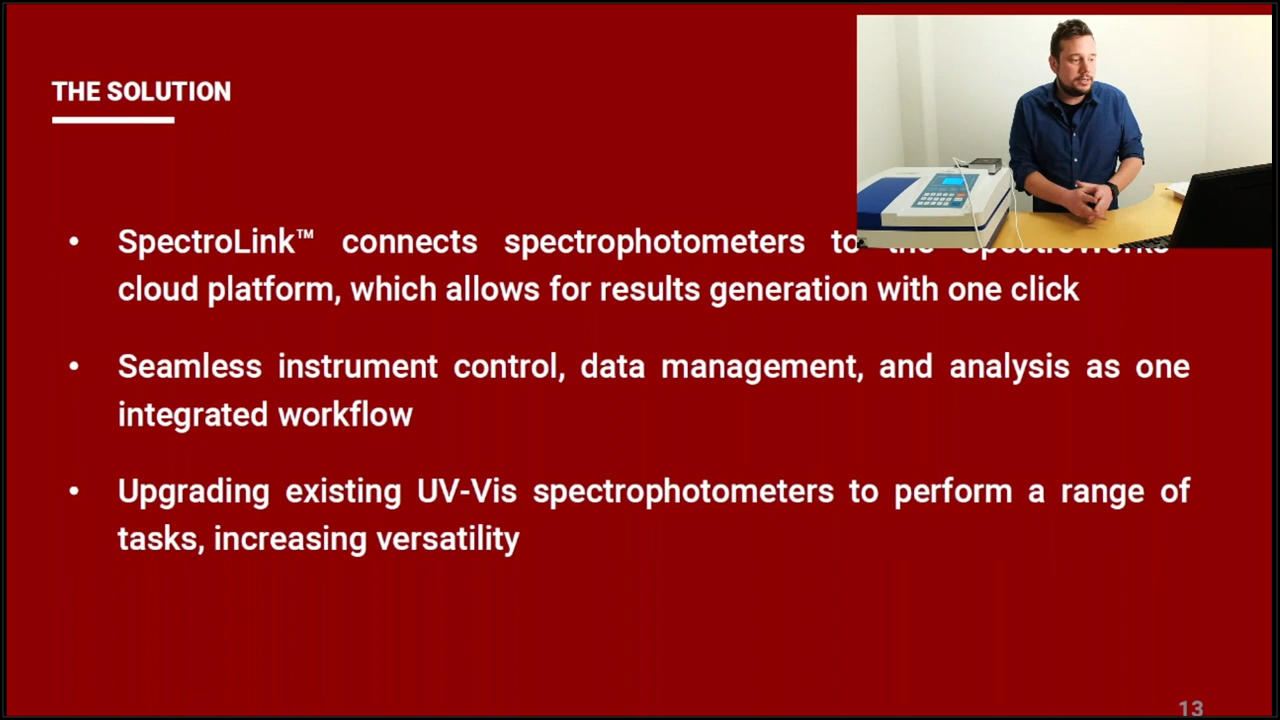 THE SOLUTION
• SpectroLink™ connects spectrophotometers to the SpectroWorks
cloud platform, which allows for results generation with one click
• Seamless instrument control, data management, and analysis as one
integrated workflow
• Upgrading existing UV-Vis spectrophotometers to perform a range of
tasks, increasing versatility
13